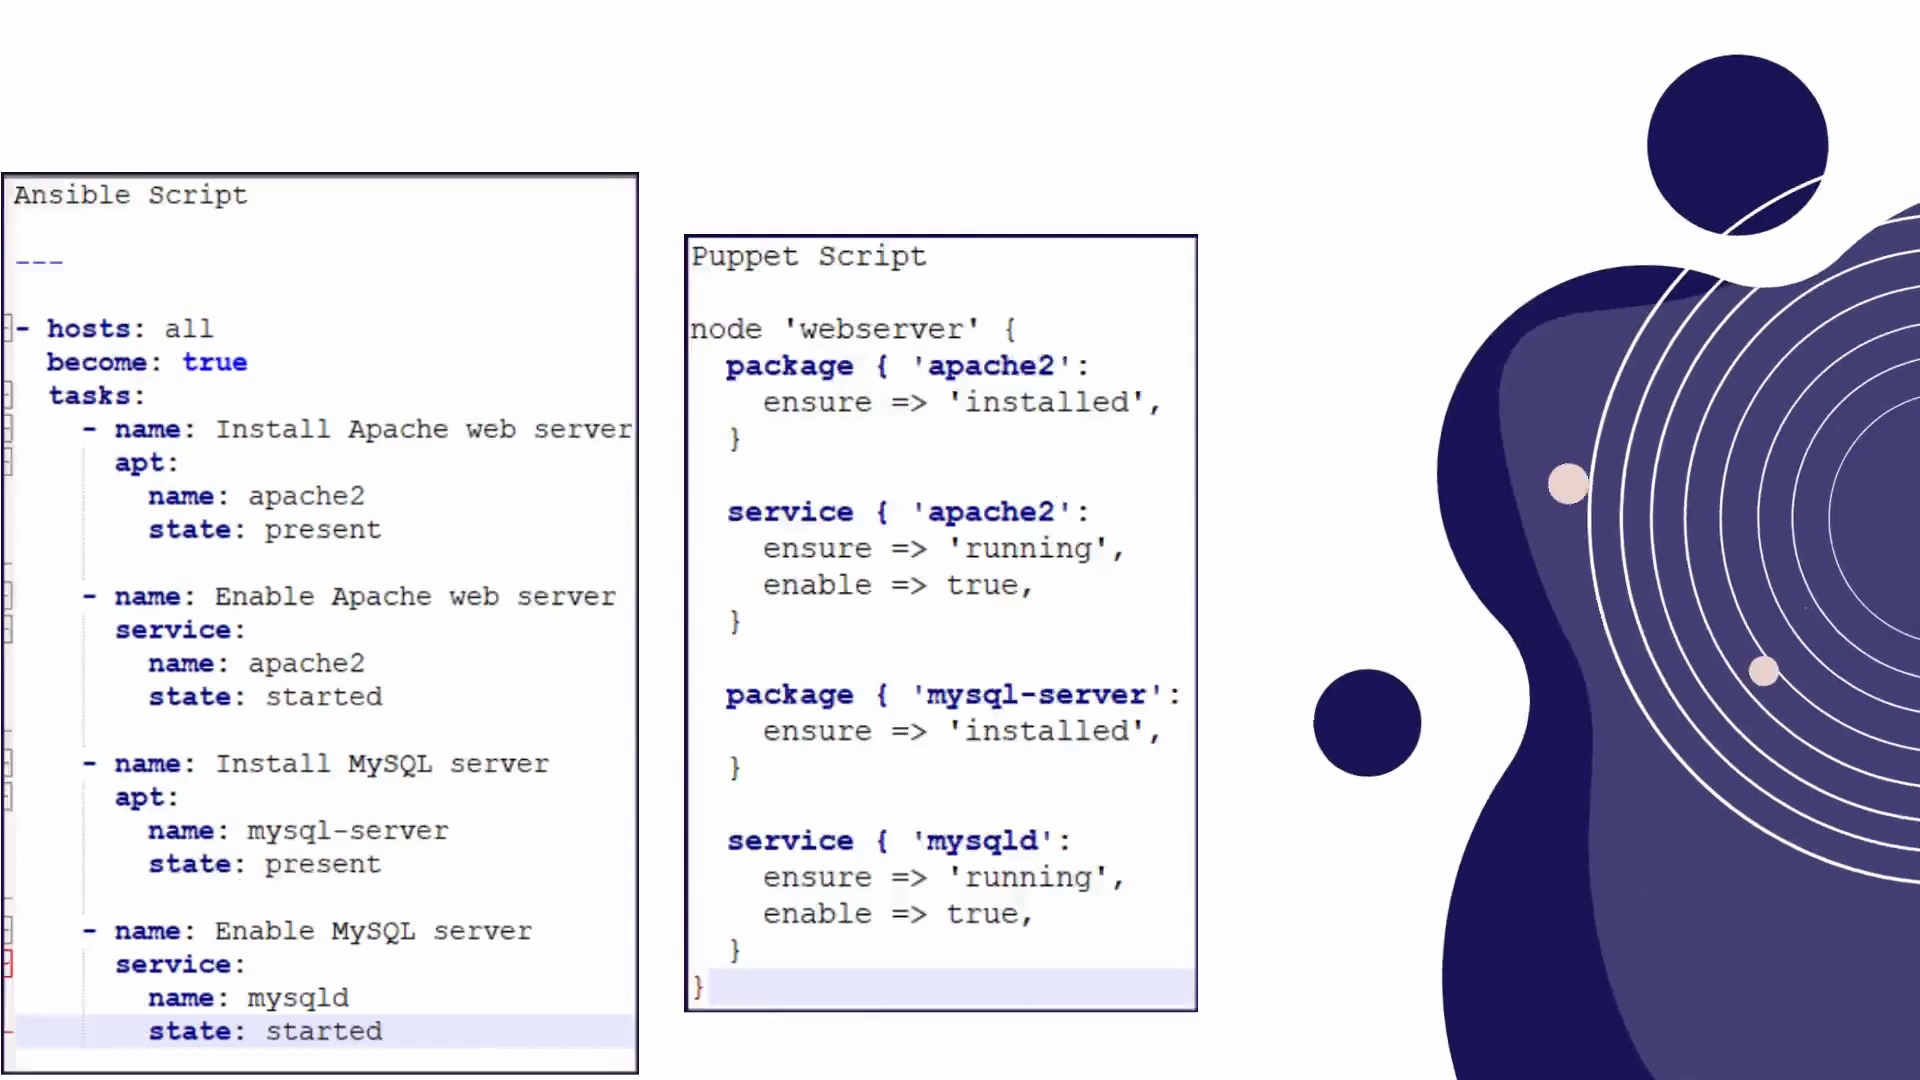 Ansible Script
---
- hosts: all
  become: true
  tasks:
    - name: Install Apache web server
      apt:
        name: apache2
        state: present
    - name: Enable Apache web server
      service:
        name: apache2
        state: started
    - name: Install MySQL server
      apt:
        name: mysql-server
        state: present
    - name: Enable MySQL server
      service:
        name: mysqld
        state: started
Puppet Script
node 'webserver' {
  package { 'apache2':
    ensure => 'installed',
  }
  service { 'apache2':
    ensure => 'running',
    enable => true,
  }
  package { 'mysql-server':
    ensure => 'installed',
  }
  service { 'mysqld':
    ensure => 'running',
    enable => true,
  }
}